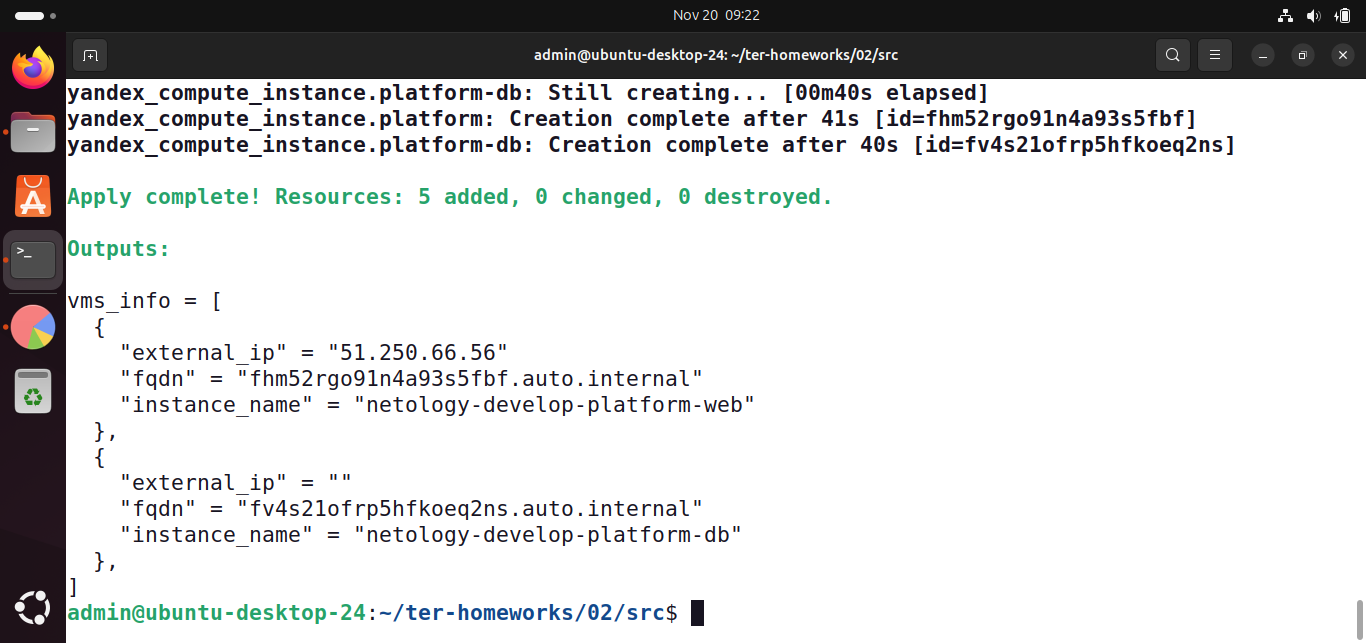 Nov 20 09:22
admin@ubuntu-desktop-24: ~/ter-homeworks/02/src
yandex_compute_instance.platform-db: Still creating... [00m40s elapsed]
yandex_compute_instance.platform: Creation complete after 41s [id=fhm52rgo91n4a93s5fbf]
yandex_compute_instance.platform-db: Creation complete after 40s [id=fv4s21ofrp5hfkoeq2ns]
Apply complete! Resources: 5 added, 0 changed, 0 destroyed.
Outputs:
vms_info = [
  {
    "external_ip" = "51.250.66.56"
    "fqdn" = "fhm52rgo91n4a93s5fbf.auto.internal"
    "instance_name" = "netology-develop-platform-web"
  },
  {
    "external_ip" = ""
    "fqdn" = "fv4s21ofrp5hfkoeq2ns.auto.internal"
    "instance_name" = "netology-develop-platform-db"
  },
]
admin@ubuntu-desktop-24:~/ter-homeworks/02/src$